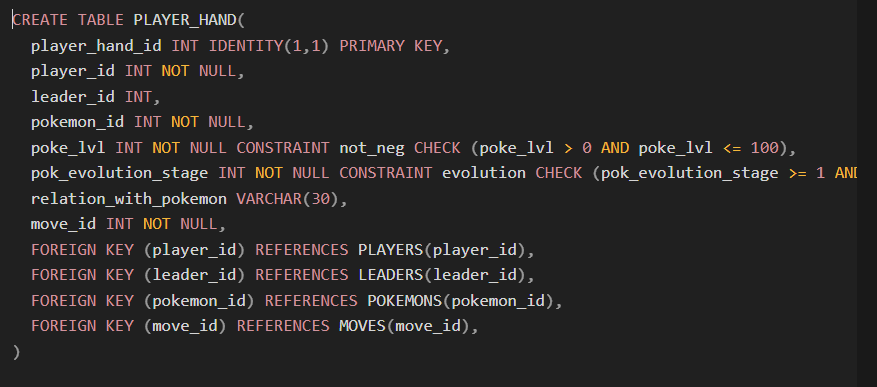 CREATE TABLE PLAYER_HAND(
  player_hand_id INT IDENTITY(1,1) PRIMARY KEY,
  player_id INT NOT NULL,
  leader_id INT,
  pokemon_id INT NOT NULL,
  poke_lvl INT NOT NULL CONSTRAINT not_neg CHECK (poke_lvl > 0 AND poke_lvl <= 100),
  pok_evolution_stage INT NOT NULL CONSTRAINT evolution CHECK (pok_evolution_stage >= 1 AND
  relation_with_pokemon VARCHAR(30),
  move_id INT NOT NULL,
  FOREIGN KEY (player_id) REFERENCES PLAYERS(player_id),
  FOREIGN KEY (leader_id) REFERENCES LEADERS(leader_id),
  FOREIGN KEY (pokemon_id) REFERENCES POKEMONS(pokemon_id),
  FOREIGN KEY (move_id) REFERENCES MOVES(move_id),
)